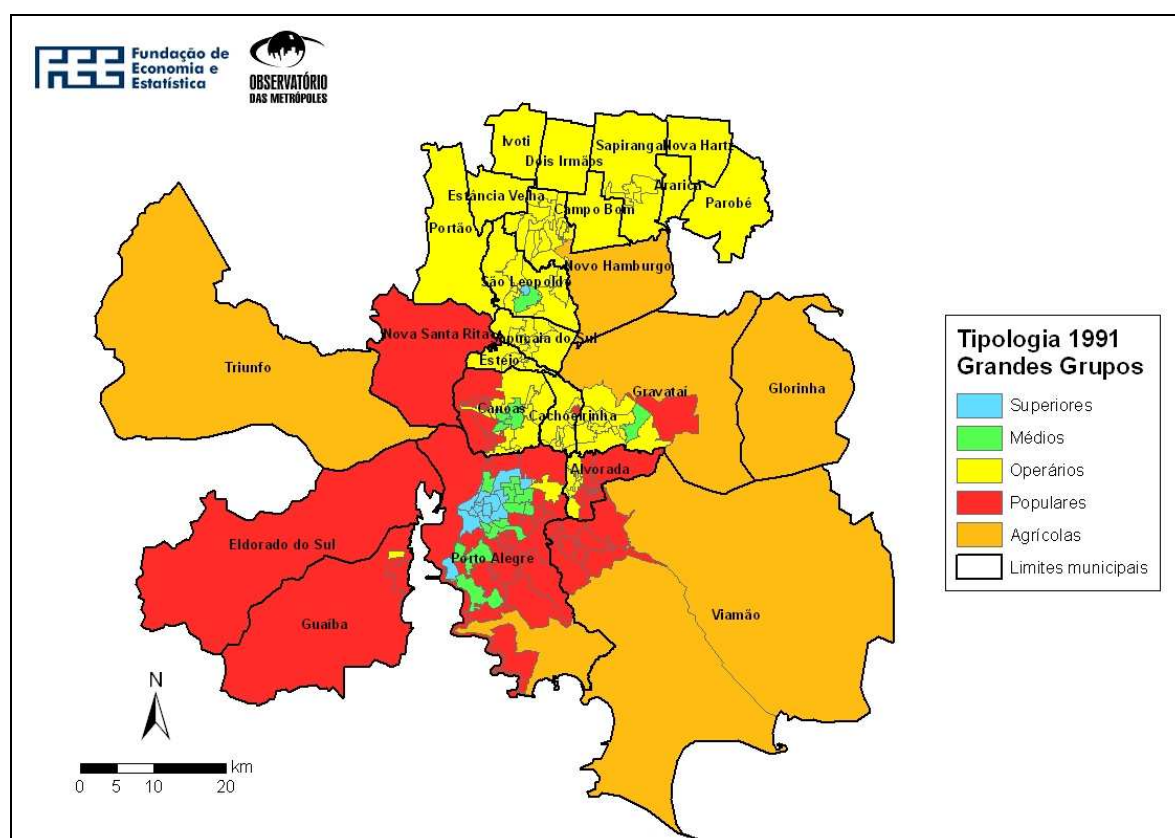 FEE
Fundação de
Economia e
Estatística
OBSERVATÓRIO
DAS METRÓPOLES
Ivoti
Dois Irmãos
Sapiranga
Nova Hartz
Araricá
Parobé
Estância Velha
Campo Bom
Portão
Novo Hamburgo
São Leopoldo
Nova Santa Rita
Sapucaia do Sul
Esteio
Triunfo
Canoas
Cachoeirinha
Gravataí
Glorinha
Alvorada
Eldorado do Sul
Porto Alegre
Guaíba
Viamão
Tipologia 1991
Grandes Grupos
Superiores
Médios
Operários
Populares
Agrícolas
Limites municipais
N
km
0 5 10 20